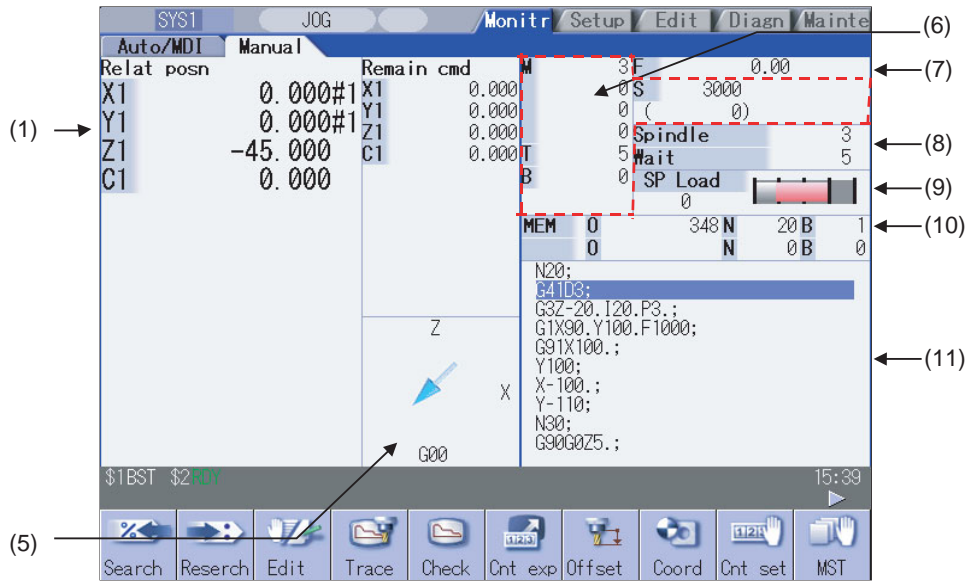 SYS1 JOG Monitr Setup Edit Diagn Mainte
Auto/MDI Manual
(1)
Relat posn
X1 0.000#1
Y1 0.000#1
Z1 -45.000
C1 0.000
Remain cmd
X1 0.000
Y1 0.000
Z1 0.000
C1 0.000
M 3
0
0
0
T 5
B 0
(6)
F 0.00
(7)
S 3000
( 0)
Spindle 3
Wait 5
(8)
SP Load
0
(9)
MEM O 348 N 20 B 1
O N 0 B 0
(10)
N20;
G41D3;
G3Z-20.I20.P3.;
G1X90.Y100.F1000;
G91X100.;
Y100;
X-100.;
Y-110;
N30;
G90G0Z5.;
(11)
Z
X
G00
(5)
$1BST $2RDY 15:39
Search Reserch Edit Trace Check Cnt exp Offset Coord Cnt set MST